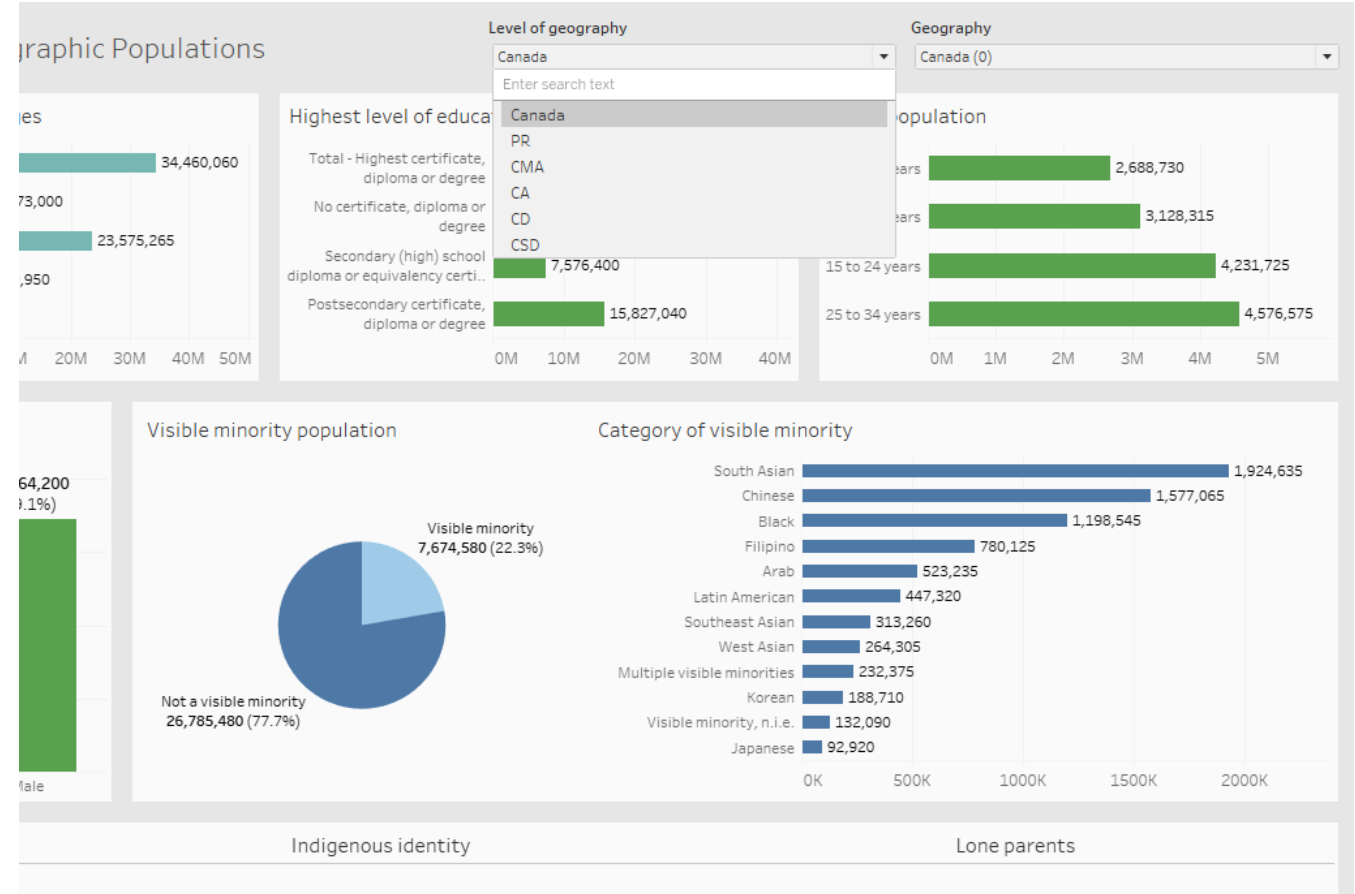 Level of geography
Geography
graphic Populations
Canada
Canada (0)
Enter search text
Canada
PR
CMA
CA
CD
CSD
34,460,060
73,000
23,575,265
,950
20M 30M 40M 50M
Highest level of educa
Total - Highest certificate,
diploma or degree
No certificate, diploma or
degree
Secondary (high) school
diploma or equivalency certi..
7,576,400
Postsecondary certificate,
diploma or degree
15,827,040
0M 10M 20M 30M 40M
opulation
ears
2,688,730
ears
3,128,315
15 to 24 years
4,231,725
25 to 34 years
4,576,575
0M 1M 2M 3M 4M 5M
64,200
9.1%)
Male
Visible minority population
Visible minority
7,674,580 (22.3%)
Not a visible minority
26,785,480 (77.7%)
Category of visible minority
South Asian 1,924,635
Chinese 1,577,065
Black 1,198,545
Filipino 780,125
Arab 523,235
Latin American 447,320
Southeast Asian 313,260
West Asian 264,305
Multiple visible minorities 232,375
Korean 188,710
Visible minority, n.i.e. 132,090
Japanese 92,920
0K 500K 1000K 1500K 2000K
Indigenous identity
Lone parents